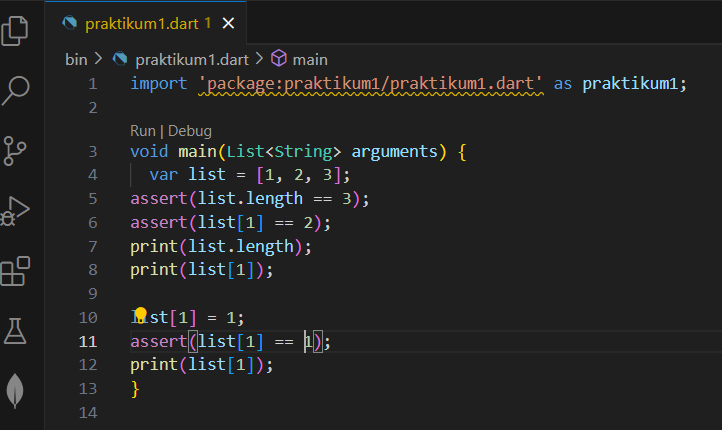 praktikum1.dart 1 ×
bin > praktikum1.dart > main
1 import 'package:praktikum1/praktikum1.dart' as praktikum1;
2
Run | Debug
3 void main(List<String> arguments) {
4 var list = [1, 2, 3];
5 assert(list.length == 3);
6 assert(list[1] == 2);
7 print(list.length);
8 print(list[1]);
9
10 list[1] = 1;
11 assert(list[1] == 1);
12 print(list[1]);
13 }
14